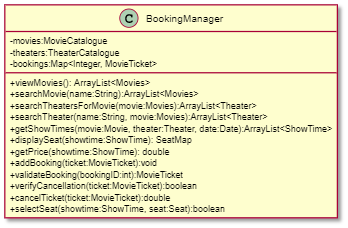 C BookingManager
-movies:MovieCatalogue
-theaters:TheaterCatalogue
-bookings:Map<Integer, MovieTicket>
+viewMovies(): ArrayList<Movies>
+searchMovie(name:String):ArrayList<Movies>
+searchTheatersForMovie(movie:Movies):ArrayList<Theater>
+searchTheater(name:String, movie:Movies):ArrayList<Theater>
+getShowTimes(movie:Movie, theater:Theater, date:Date):ArrayList<ShowTime>
+displaySeat(showtime:ShowTime): SeatMap
+getPrice(showtime:ShowTime): double
+addBooking(ticket:MovieTicket):void
+validateBooking(bookingID:int):MovieTicket
+verifyCancellation(ticket:MovieTicket):boolean
+cancelTicket(ticket:MovieTicket):double
+selectSeat(showtime:ShowTime, seat:Seat):boolean